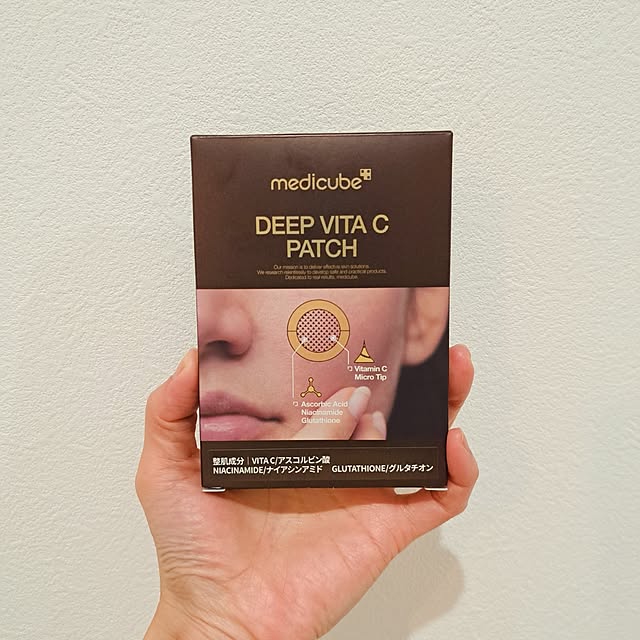 medicube
DEEP VITA C
PATCH
Our mission is to deliver effective skin solutions.
We research relentlessly to develop safe and practical products.
Dedicated to real results, medicube.
Vitamin C
Micro Tip
Ascorbic Acid
Niacinamide
Glutathione
整肌成分｜VITA C/アスコルビン酸
NIACINAMIDE/ナイアシンアミド GLUTATHIONE/グルタチオン